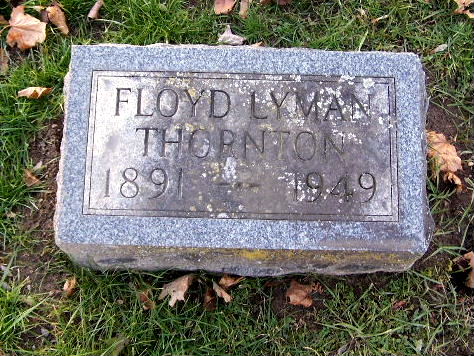 FLOYD LYMAN
THORNTON
1891 -- 1949